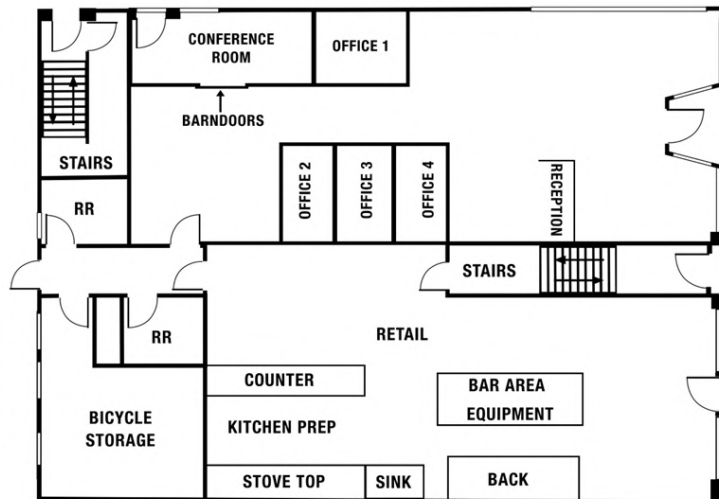 CONFERENCE
ROOM
OFFICE 1
BARNDOORS
STAIRS
OFFICE 2
OFFICE 3
OFFICE 4
RECEPTION
RR
STAIRS
RETAIL
RR
COUNTER
BAR AREA
EQUIPMENT
BICYCLE
STORAGE
KITCHEN PREP
STOVE TOP
SINK
BACK